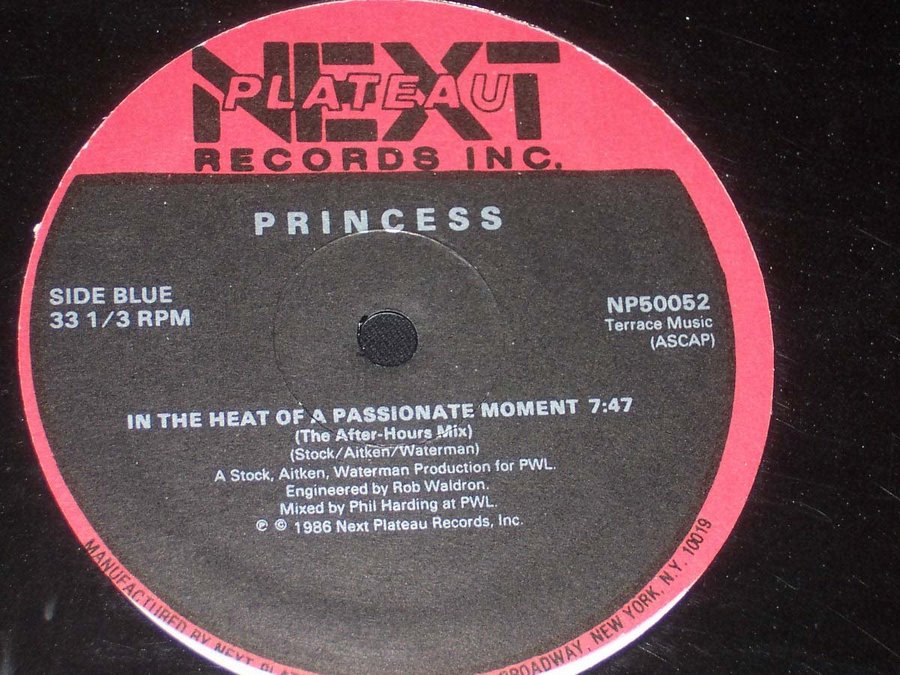 NEXT
PLATEAU
RECORDS INC.
PRINCESS
SIDE BLUE
33 1/3 RPM
NP50052
Terrace Music
(ASCAP)
IN THE HEAT OF A PASSIONATE MOMENT 7:47
(The After-Hours Mix)
(Stock/Aitken/Waterman)
A Stock, Aitken, Waterman Production for PWL.
Engineered by Rob Waldron.
Mixed by Phil Harding at PWL.
℗ © 1986 Next Plateau Records, Inc.
MANUFACTURED BY NEXT BROADWAY, NEW YORK, N.Y. 10019